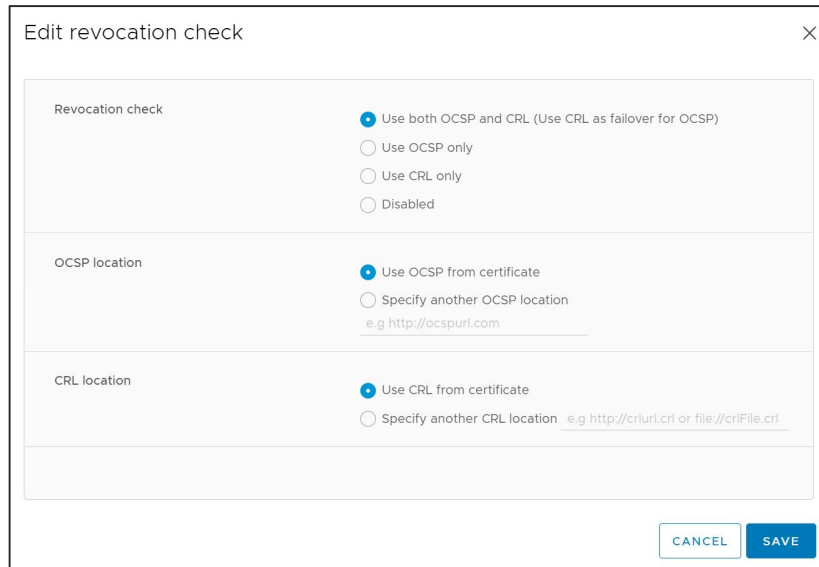 Edit revocation check
Revocation check
Use both OCSP and CRL (Use CRL as failover for OCSP)
Use OCSP only
Use CRL only
Disabled
OCSP location
Use OCSP from certificate
Specify another OCSP location
e.g http://ocspurl.com
CRL location
Use CRL from certificate
Specify another CRL location e.g http://crlurl.crl or file://crlFile.crl
CANCEL SAVE